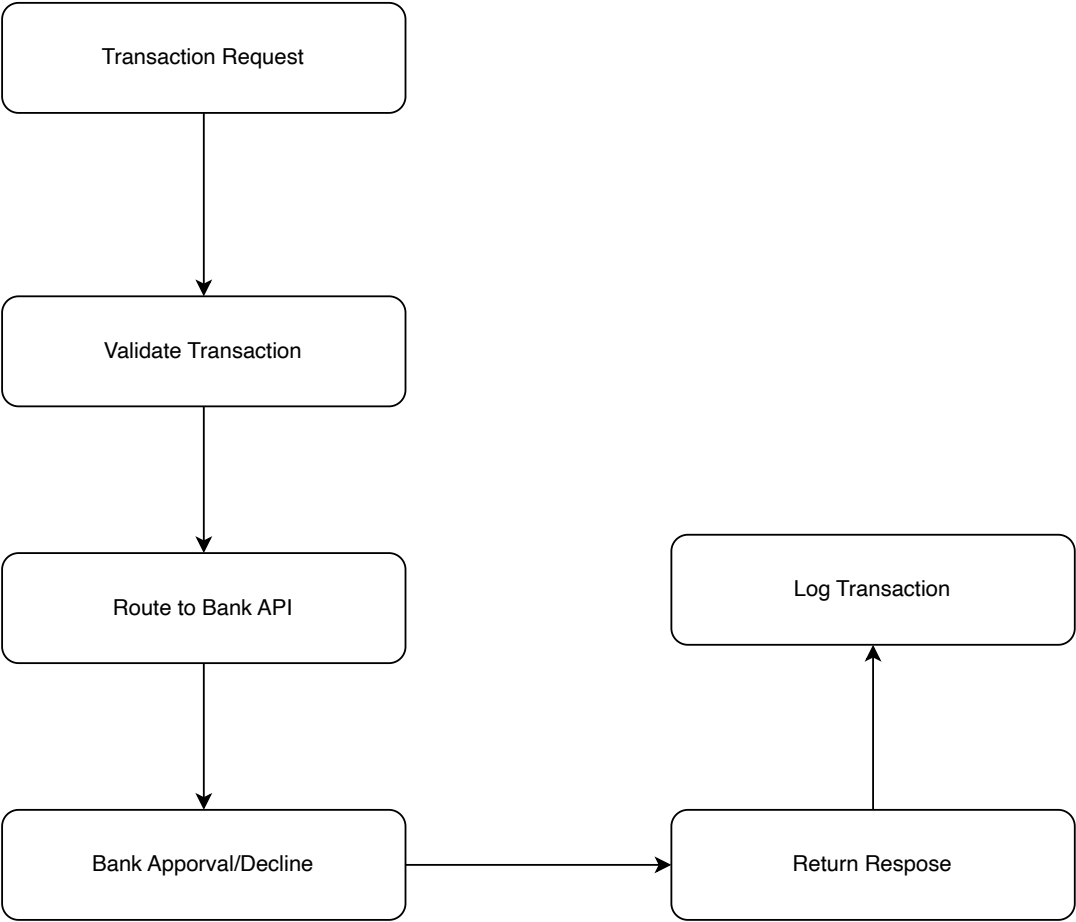 Transaction Request
Validate Transaction
Route to Bank API
Log Transaction
Bank Apporval/Decline
Return Respose